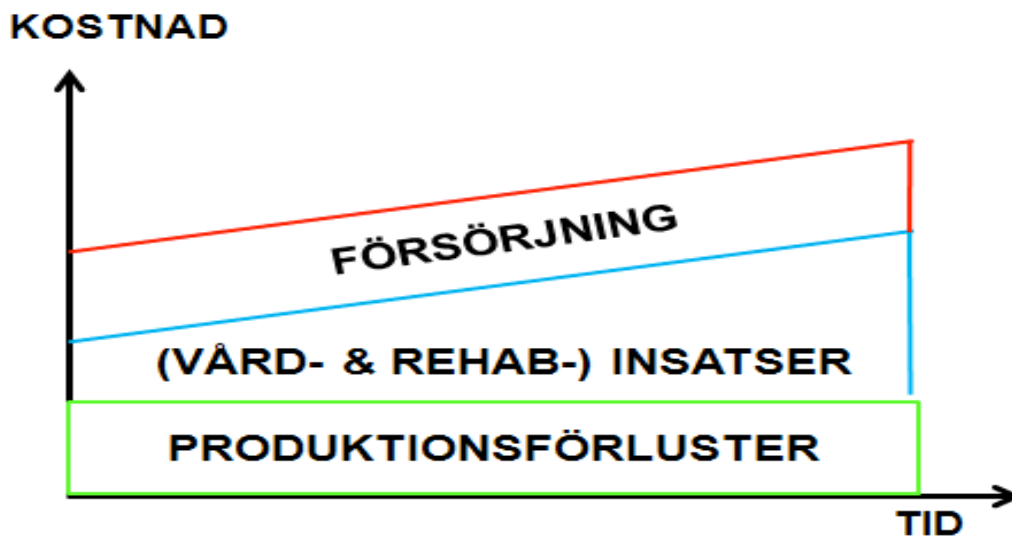 KOSTNAD
FÖRSÖRJNING
(VÅRD- & REHAB-) INSATSER
PRODUKTIONSFÖRLUSTER
TID